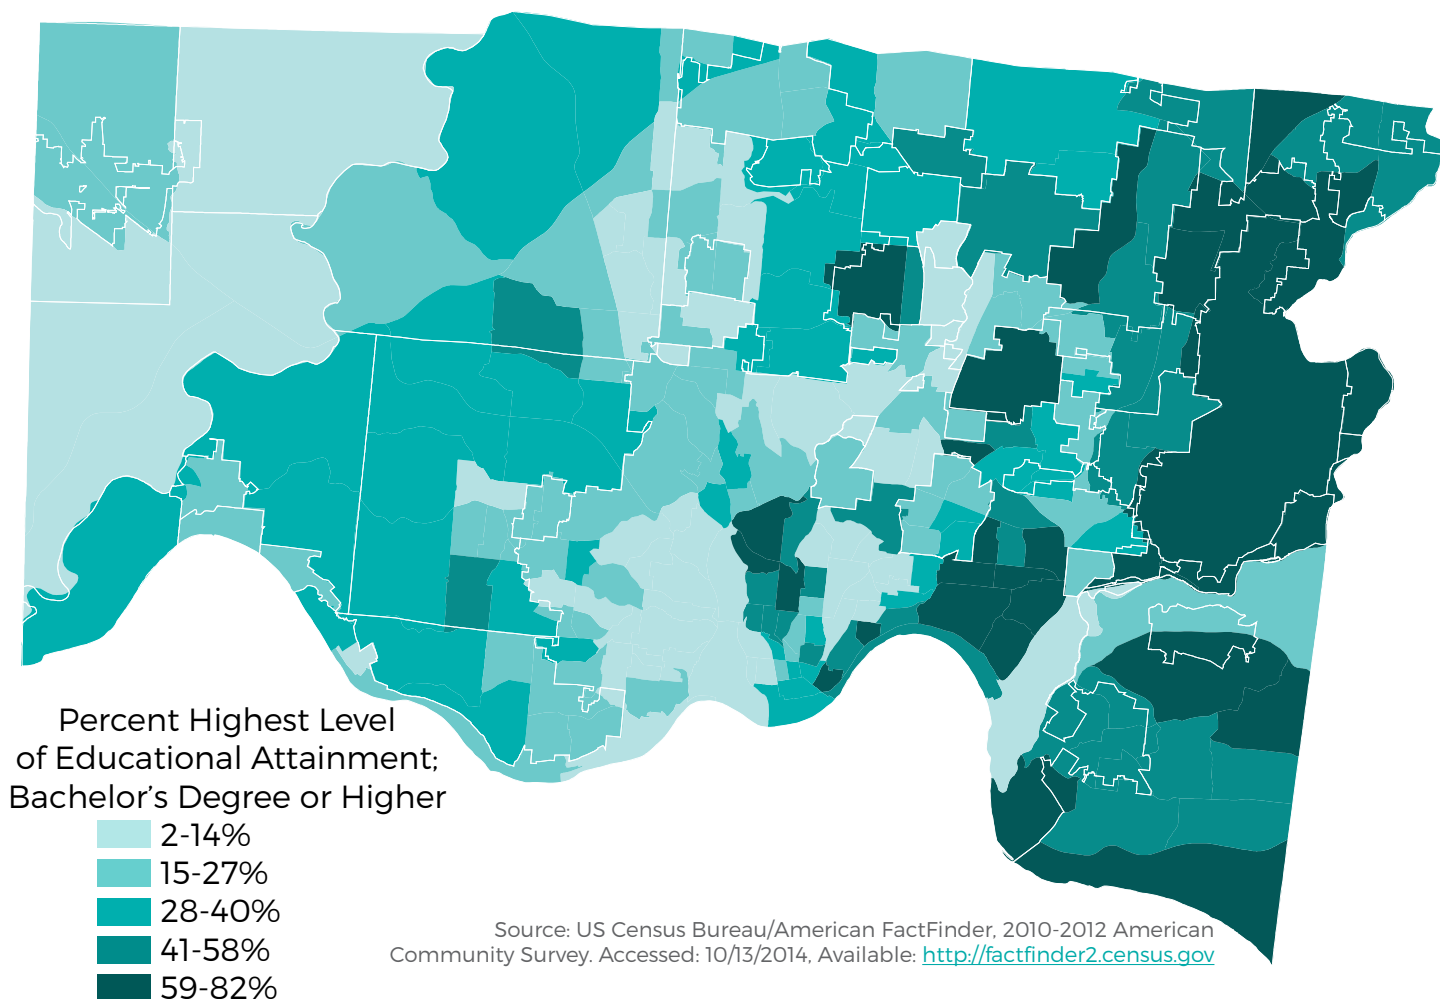 Percent Highest Level
of Educational Attainment;
Bachelor’s Degree or Higher
2-14%
15-27%
28-40%
41-58%
59-82%
Source: US Census Bureau/American FactFinder, 2010-2012 American
Community Survey. Accessed: 10/13/2014, Available: http://factfinder2.census.gov